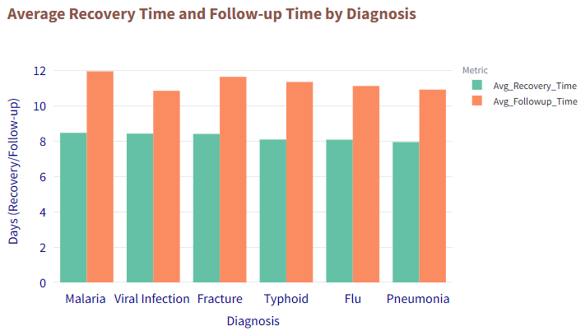 Average Recovery Time and Follow-up Time by Diagnosis
Metric
Avg_Recovery_Time
Avg_Followup_Time
Days (Recovery/Follow-up)
12
10
8
6
4
2
0
Malaria Viral Infection Fracture Typhoid Flu Pneumonia
Diagnosis